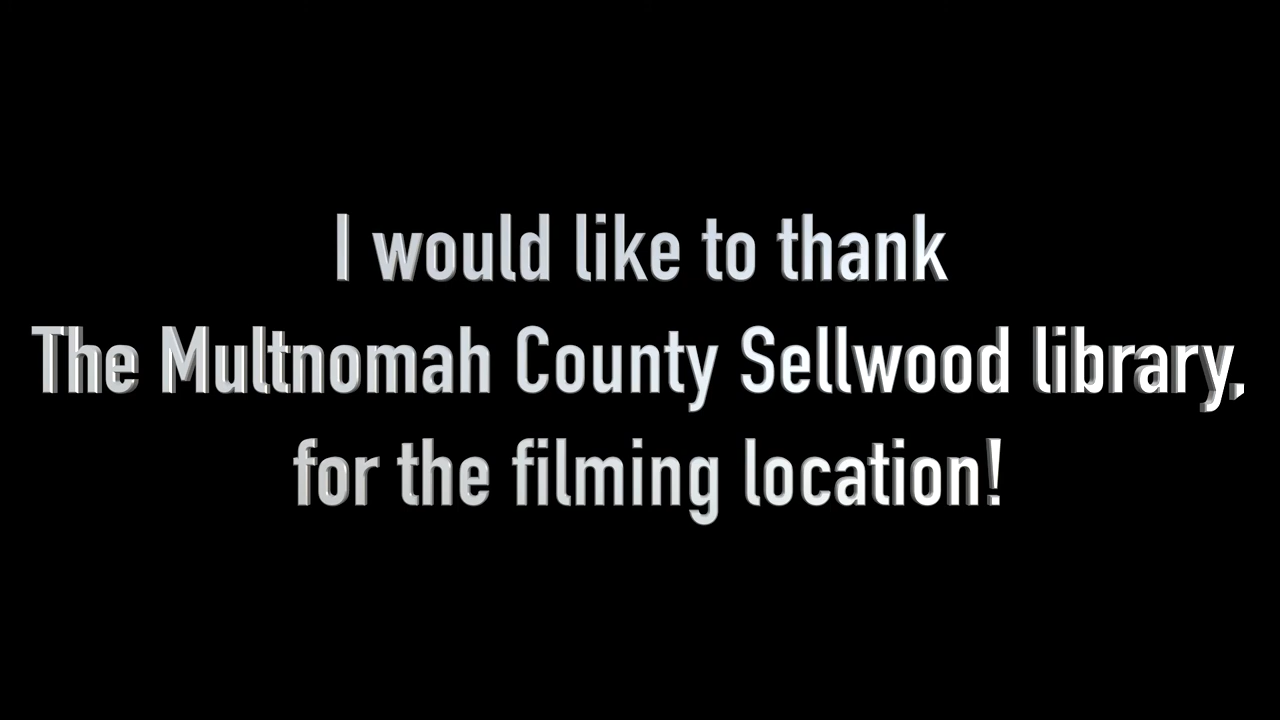 I would like to thank
The Multnomah County Sellwood library,
for the filming location!